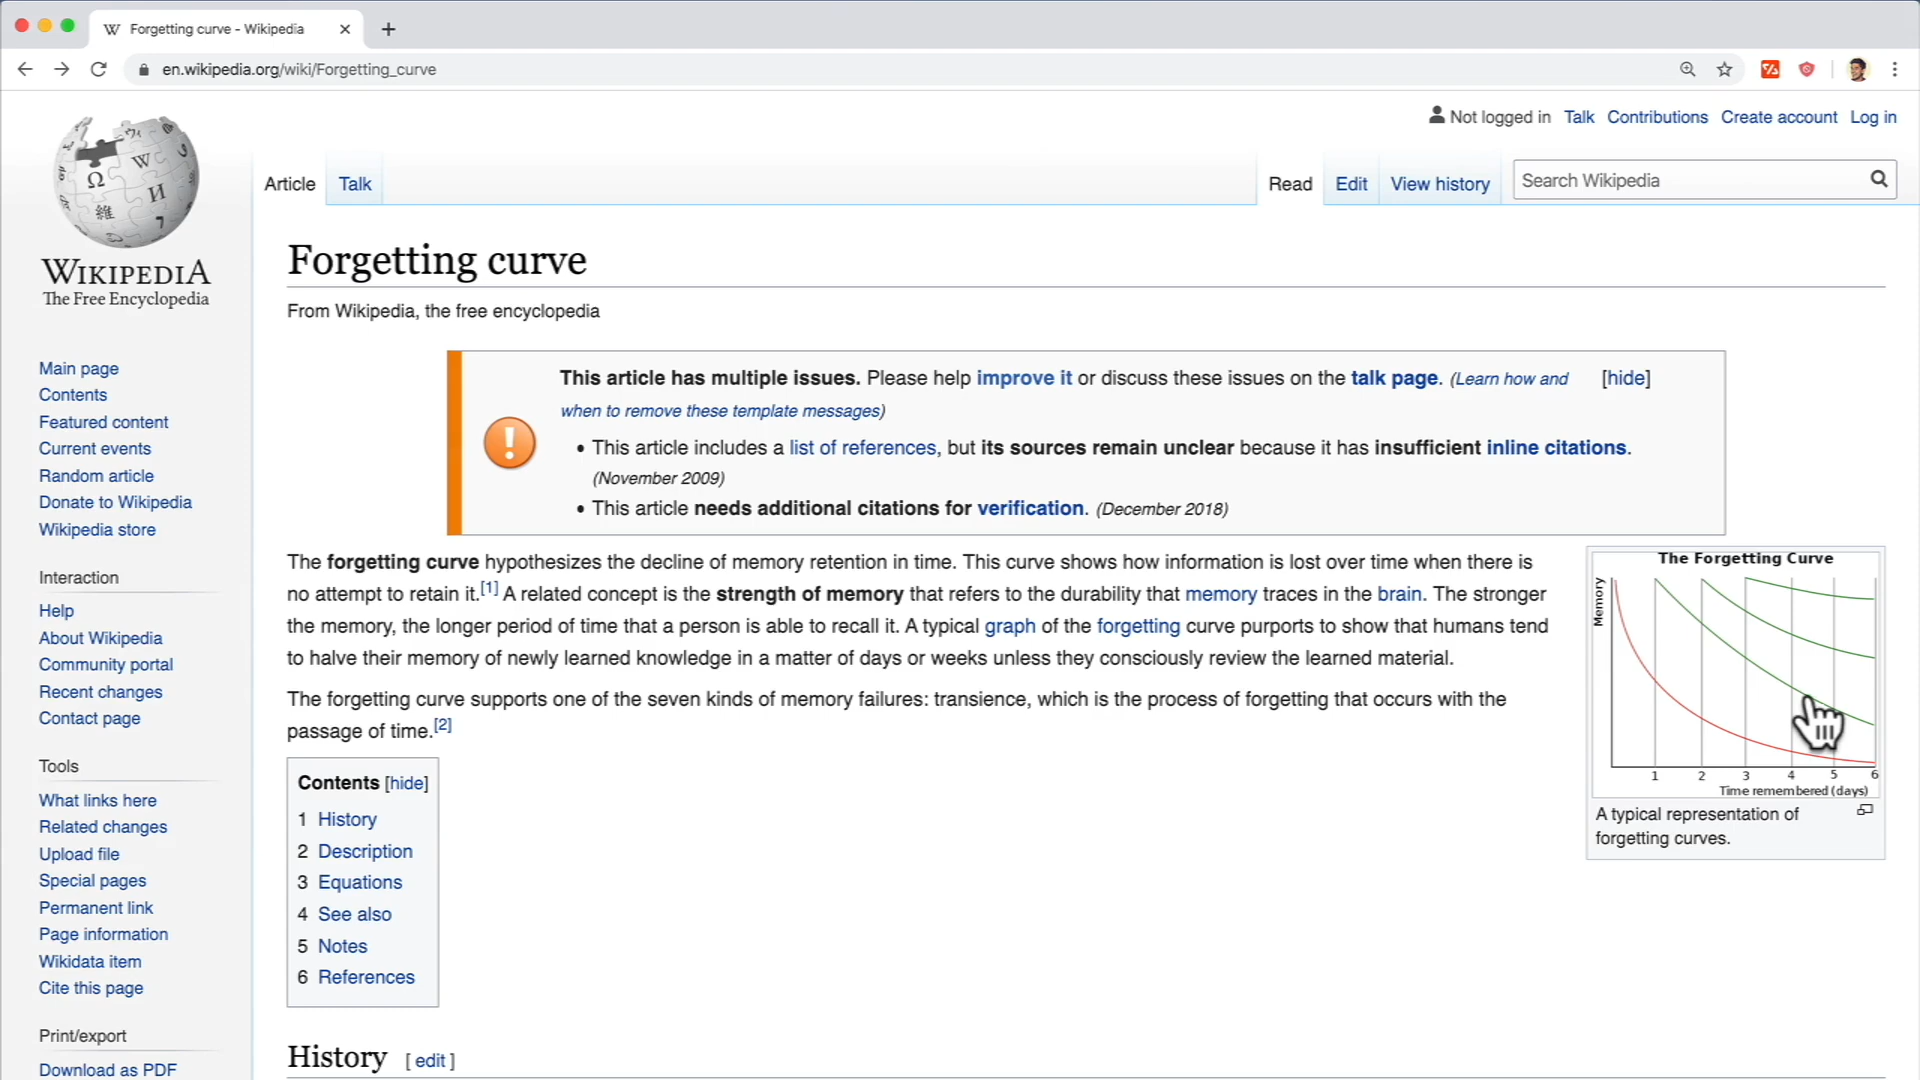 Forgetting curve - Wikipedia
en.wikipedia.org/wiki/Forgetting_curve
Not logged in Talk Contributions Create account Log in
Article Talk Read Edit View history Search Wikipedia
WIKIPEDIA
The Free Encyclopedia
Main page
Contents
Featured content
Current events
Random article
Donate to Wikipedia
Wikipedia store
Interaction
Help
About Wikipedia
Community portal
Recent changes
Contact page
Tools
What links here
Related changes
Upload file
Special pages
Permanent link
Page information
Wikidata item
Cite this page
Print/export
Download as PDF
Forgetting curve
From Wikipedia, the free encyclopedia
This article has multiple issues. Please help improve it or discuss these issues on the talk page. (Learn how and [hide]
when to remove these template messages)
• This article includes a list of references, but its sources remain unclear because it has insufficient inline citations.
(November 2009)
• This article needs additional citations for verification. (December 2018)
The forgetting curve hypothesizes the decline of memory retention in time. This curve shows how information is lost over time when there is
no attempt to retain it.[1] A related concept is the strength of memory that refers to the durability that memory traces in the brain. The stronger
the memory, the longer period of time that a person is able to recall it. A typical graph of the forgetting curve purports to show that humans tend
to halve their memory of newly learned knowledge in a matter of days or weeks unless they consciously review the learned material.
The forgetting curve supports one of the seven kinds of memory failures: transience, which is the process of forgetting that occurs with the
passage of time.[2]
The Forgetting Curve
Memory
1 2 3 4 5 6
Time remembered (days)
A typical representation of
forgetting curves.
Contents [hide]
1 History
2 Description
3 Equations
4 See also
5 Notes
6 References
History [ edit ]